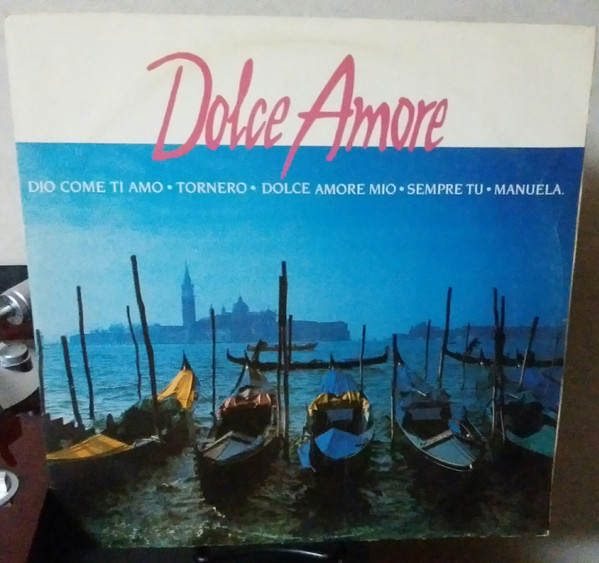 Dolce Amore
DIO COME TI AMO • TORNERO • DOLCE AMORE MIO • SEMPRE TU • MANUELA.